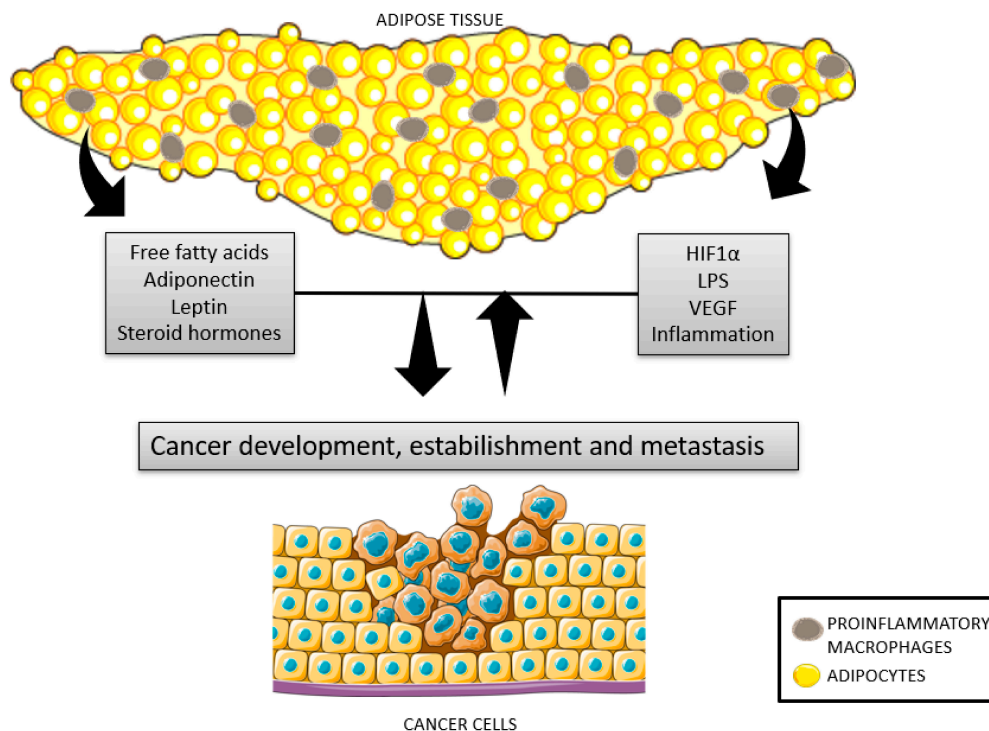 ADIPOSE TISSUE
Free fatty acids
Adiponectin
Leptin
Steroid hormones
HIF1α
LPS
VEGF
Inflammation
Cancer development, estabilishment and metastasis
PROINFLAMMATORY
MACROPHAGES
ADIPOCYTES
CANCER CELLS